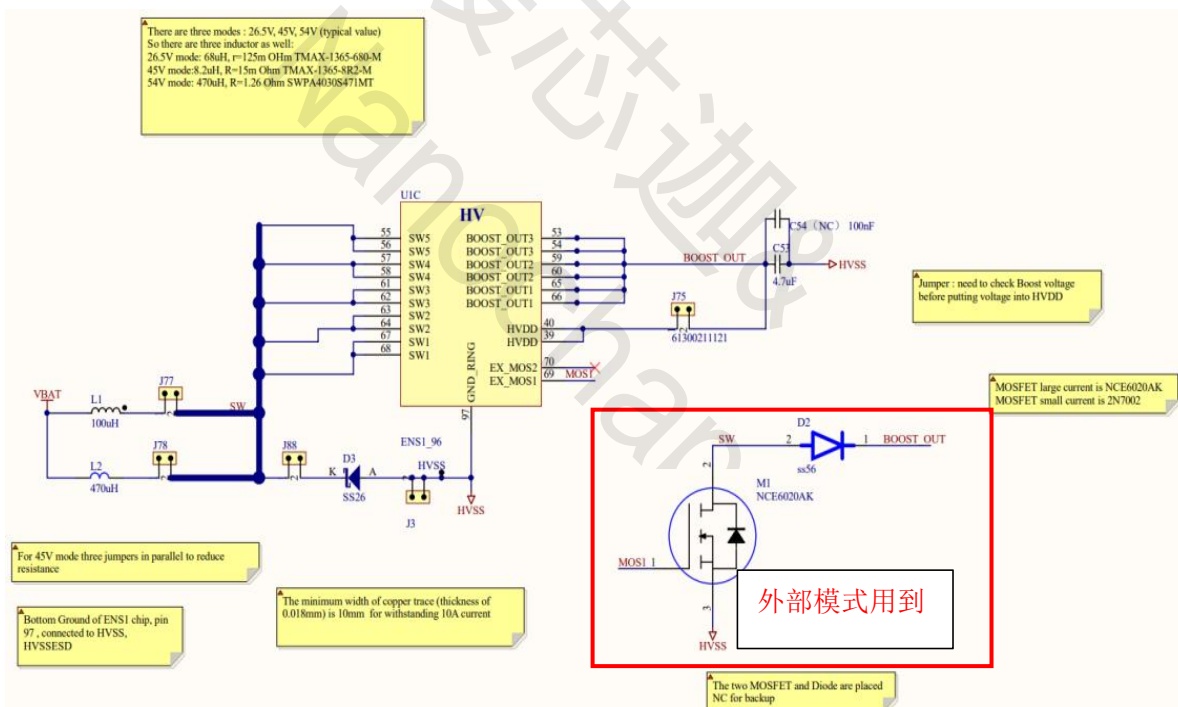 There are three modes : 26.5V, 45V, 54V (typical value)
So there are three inductor as well:
26.5V mode: 68uH, r=125m OHm TMAX-1365-680-M
45V mode:8.2uH, R=15m Ohm TMAX-1365-8R2-M
54V mode: 470uH, R=1.26 Ohm SWPA4030S471MT
U1C
HV
55 SW5 BOOST_OUT3 53
56 SW5 BOOST_OUT3 54
57 SW4 BOOST_OUT2 59
58 SW4 BOOST_OUT2 60
61 SW3 BOOST_OUT1 65
62 SW3 BOOST_OUT1 66
63 SW2
64 SW2 HVDD 40
67 SW1 HVDD 39
68 SW1
EX_MOS2 70
EX_MOS1 69 MOS1
GND_RING
97
BOOST_OUT
C54（NC） 100nF
C53
4.7uF
HVSS
J75
2
61300211121
Jumper : need to check Boost voltage
before putting voltage into HVDD
MOSFET large current is NCE6020AK
MOSFET small current is 2N7002
VBAT
L1
100uH
J77
2
SW
L2
470uH
J78
2
J88
2
D3
K A
SS26
ENS1_96
HVSS
2
J3
HVSS
D2
SW 2 1 BOOST_OUT
ss56
2
M1
NCE6020AK
MOS1 1
3
HVSS
外部模式用到
For 45V mode three jumpers in parallel to reduce
resistance
Bottom Ground of ENS1 chip, pin
97 , connected to HVSS,
HVSSESD
The minimum width of copper trace (thickness of
0.018mm) is 10mm for withstanding 10A current
The two MOSFET and Diode are placed
NC for backup
芯迦&
Nanochap